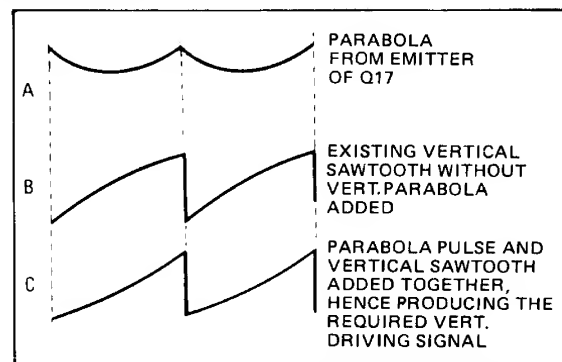 A
PARABOLA
FROM EMITTER
OF Q17
B
EXISTING VERTICAL
SAWTOOTH WITHOUT
VERT. PARABOLA
ADDED
C
PARABOLA PULSE AND
VERTICAL SAWTOOTH
ADDED TOGETHER,
HENCE PRODUCING THE
REQUIRED VERT.
DRIVING SIGNAL